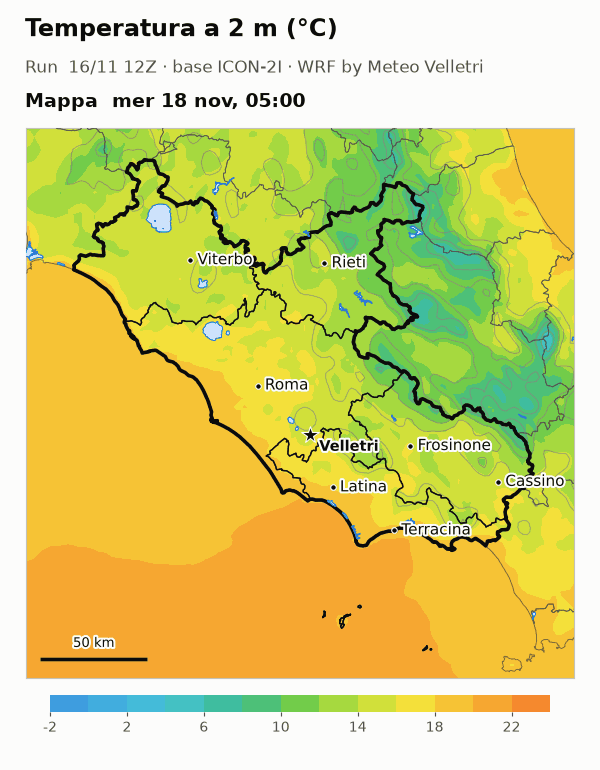 Temperatura a 2 m (°C)
Run  16/11 12Z · base ICON-2I · WRF by Meteo Velletri
Mappa  mer 18 nov, 05:00
Viterbo
Rieti
Roma
Velletri
Frosinone
Latina
Cassino
Terracina
50 km
-2 2 6 10 14 18 22